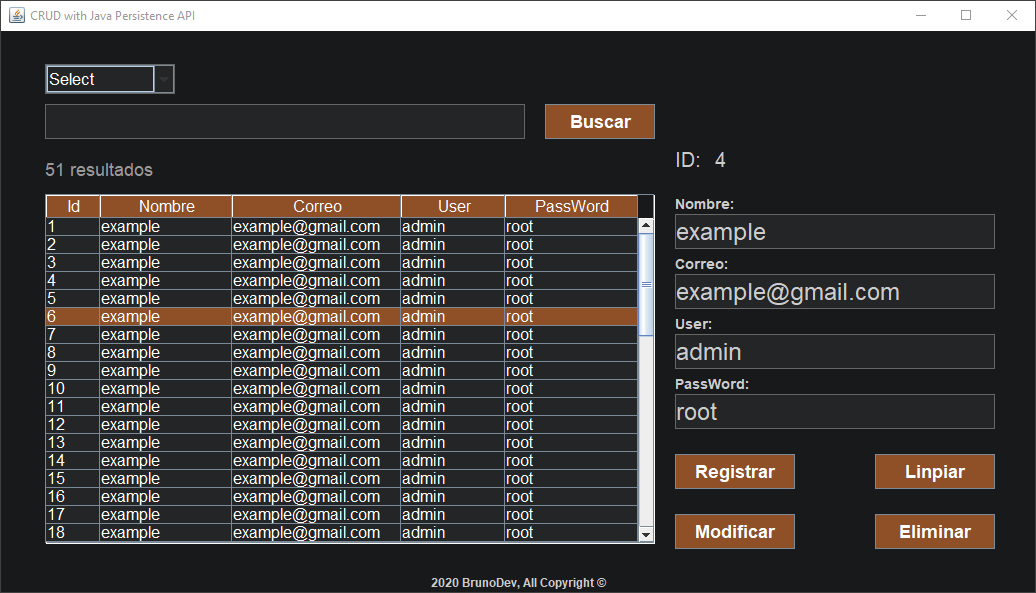 CRUD with Java Persistence API
Select
Buscar
51 resultados
Id Nombre Correo User PassWord
1 example example@gmail.com admin root
2 example example@gmail.com admin root
3 example example@gmail.com admin root
4 example example@gmail.com admin root
5 example example@gmail.com admin root
6 example example@gmail.com admin root
7 example example@gmail.com admin root
8 example example@gmail.com admin root
9 example example@gmail.com admin root
10 example example@gmail.com admin root
11 example example@gmail.com admin root
12 example example@gmail.com admin root
13 example example@gmail.com admin root
14 example example@gmail.com admin root
15 example example@gmail.com admin root
16 example example@gmail.com admin root
17 example example@gmail.com admin root
18 example example@gmail.com admin root
ID: 4
Nombre:
example
Correo:
example@gmail.com
User:
admin
PassWord:
root
Registrar Linpiar
Modificar Eliminar
2020 BrunoDev, All Copyright ©